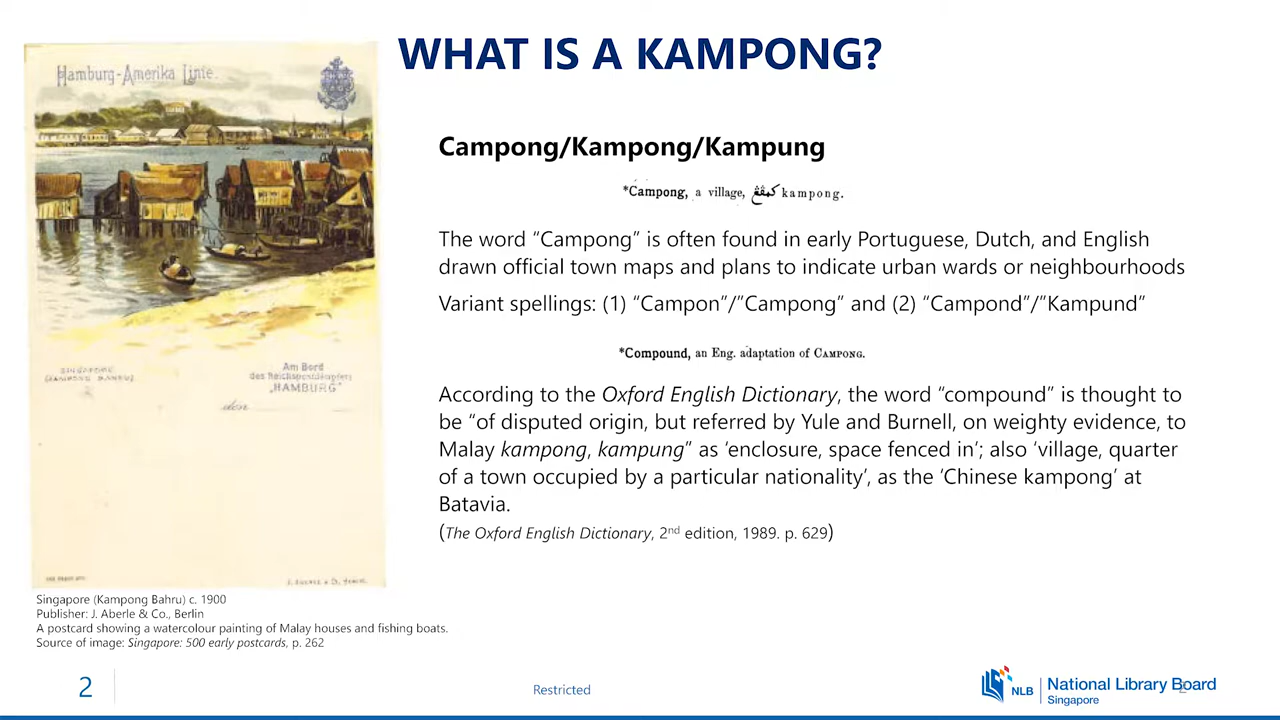 WHAT IS A KAMPONG?
Hamburg-Amerika Linie.
Campong/Kampong/Kampung
*Campong, a village, كمڤڠ kampong.
The word “Campong” is often found in early Portuguese, Dutch, and English
drawn official town maps and plans to indicate urban wards or neighbourhoods
Variant spellings: (1) “Campon”/”Campong” and (2) “Campond”/”Kampund”
*Compound, an Eng. adaptation of CAMPONG.
SINGAPORE
(KAMPONG BAHRU)
Am Bord
des Reichspostdampfers
„HAMBURG”
den
According to the Oxford English Dictionary, the word “compound” is thought to
be “of disputed origin, but referred by Yule and Burnell, on weighty evidence, to
Malay kampong, kampung” as ‘enclosure, space fenced in’; also ‘village, quarter
of a town occupied by a particular nationality’, as the ‘Chinese kampong’ at
Batavia.
(The Oxford English Dictionary, 2nd edition, 1989. p. 629)
Singapore (Kampong Bahru) c. 1900
Publisher: J. Aberle & Co., Berlin
A postcard showing a watercolour painting of Malay houses and fishing boats.
Source of image: Singapore: 500 early postcards, p. 262
2
Restricted
NLB
National Library Board
Singapore
2